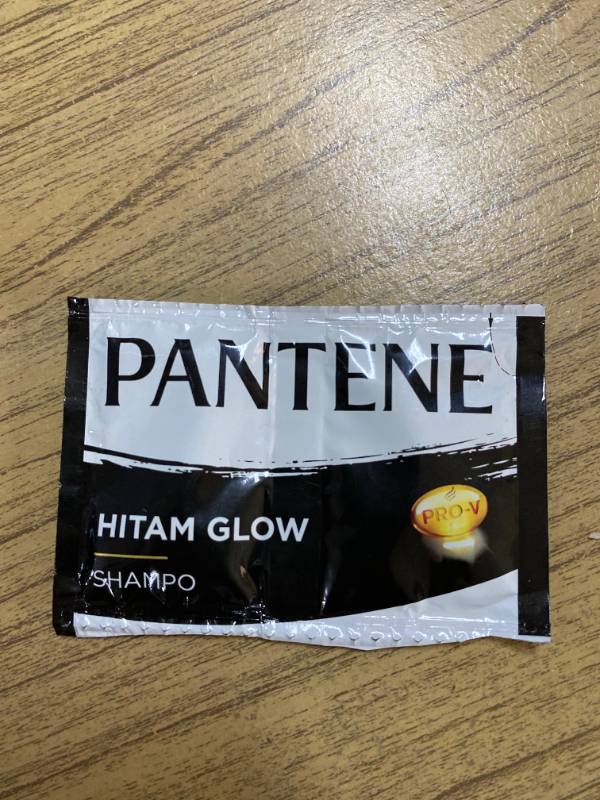 PANTENE
HITAM GLOW
PRO-V
SHAMPO